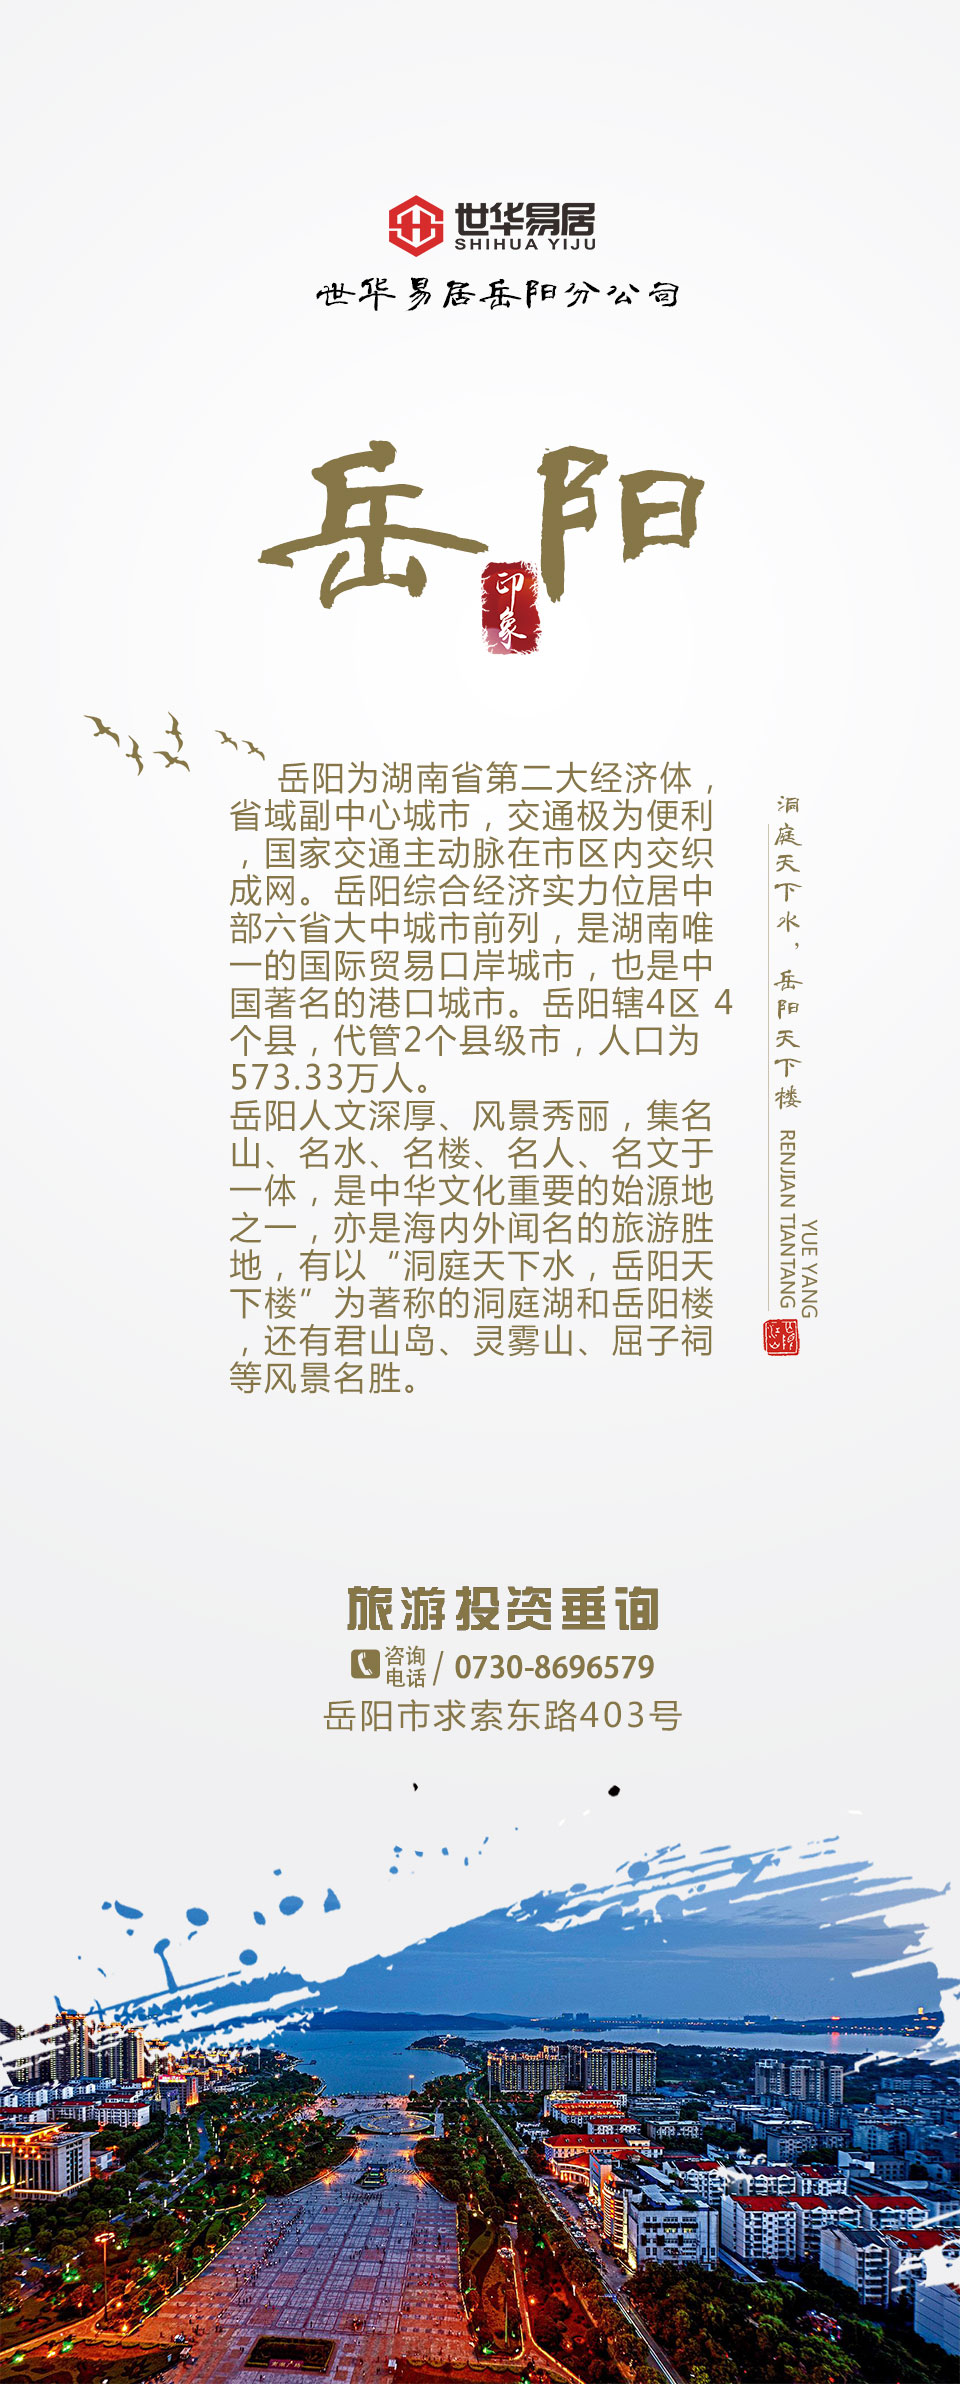 世华易居
SHIHUA YIJU
世华易居岳阳分公司
岳阳
印象
岳阳为湖南省第二大经济体，
省域副中心城市，交通极为便利
，国家交通主动脉在市区内交织
成网。岳阳综合经济实力位居中
部六省大中城市前列，是湖南唯
一的国际贸易口岸城市，也是中
国著名的港口城市。岳阳辖4区 4
个县，代管2个县级市，人口为
573.33万人。
岳阳人文深厚、风景秀丽，集名
山、名水、名楼、名人、名文于
一体，是中华文化重要的始源地
之一，亦是海内外闻名的旅游胜
地，有以“洞庭天下水，岳阳天
下楼”为著称的洞庭湖和岳阳楼
，还有君山岛、灵雾山、屈子祠
等风景名胜。
洞庭天下水，岳阳天下楼
RENJIAN TIANTANG
YUE YANG
旅游投资垂询
咨询
电话 / 0730-8696579
岳阳市求索东路403号